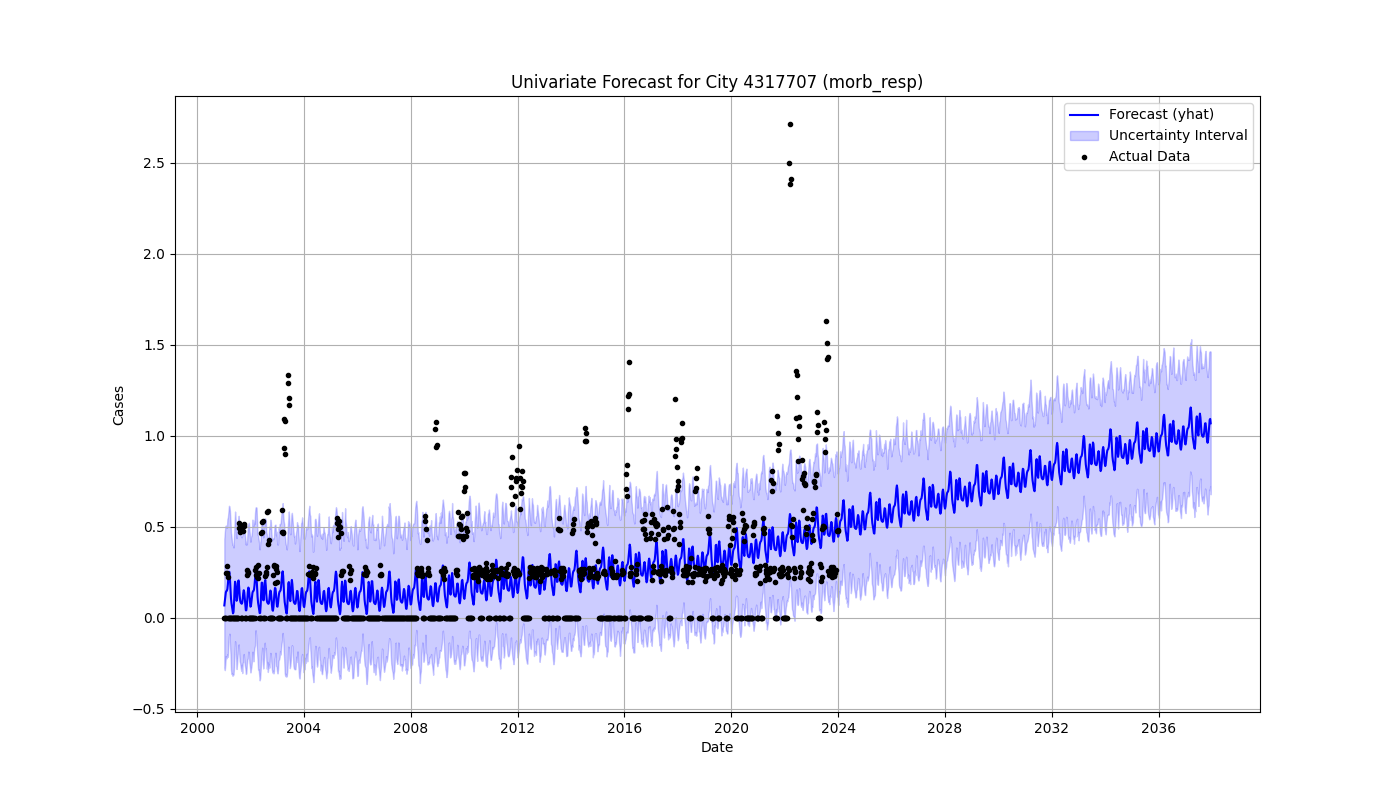 Univariate Forecast for City 4317707 (morb_resp)
Forecast (yhat)
Uncertainty Interval
Actual Data
Cases
2.5
2.0
1.5
1.0
0.5
0.0
−0.5
2000 2004 2008 2012 2016 2020 2024 2028 2032 2036
Date